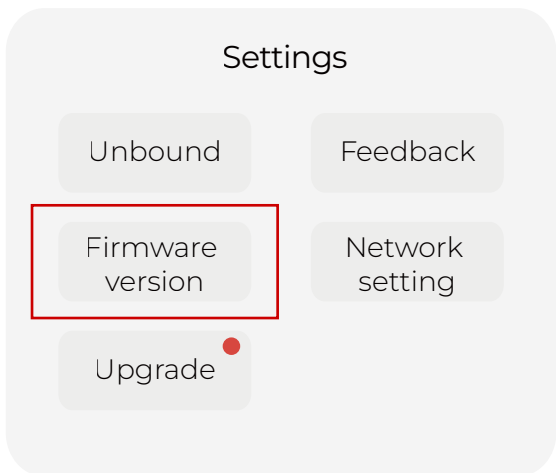 Settings
Unbound
Feedback
Firmware
version
Network
setting
Upgrade